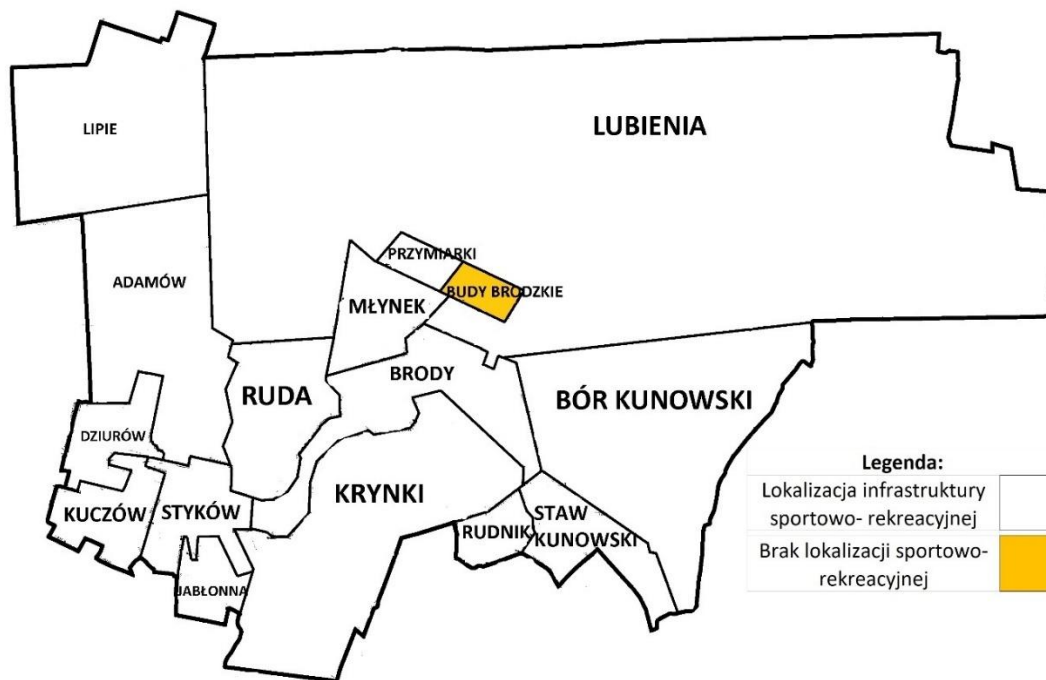 LIPIE
LUBIENIA
ADAMÓW
PRZYMIARKI
BUDY BRODZKIE
MŁYNEK
BRODY
RUDA
BÓR KUNOWSKI
DZIURÓW
KUCZÓW
STYKÓW
KRYNKI
RUDNIK
STAW
KUNOWSKI
JABŁONNA
Legenda:
Lokalizacja infrastruktury
sportowo- rekreacyjnej
Brak lokalizacji sportowo-
rekreacyjnej